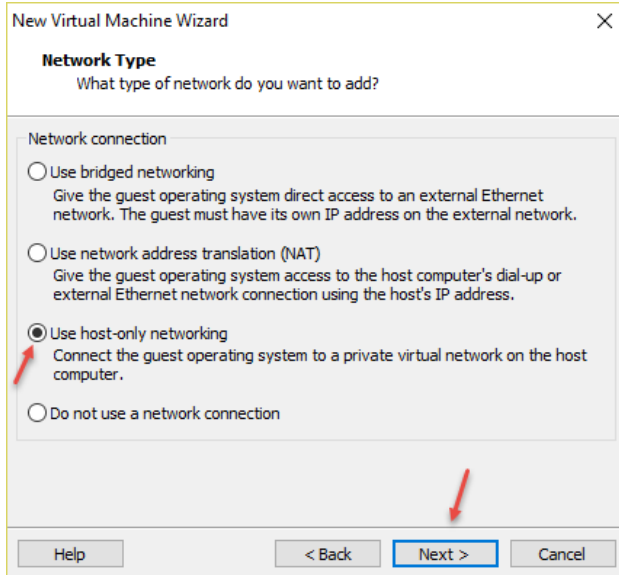 New Virtual Machine Wizard
Network Type
What type of network do you want to add?
Network connection
Use bridged networking
Give the guest operating system direct access to an external Ethernet
network. The guest must have its own IP address on the external network.
Use network address translation (NAT)
Give the guest operating system access to the host computer's dial-up or
external Ethernet network connection using the host's IP address.
Use host-only networking
Connect the guest operating system to a private virtual network on the host
computer.
Do not use a network connection
Help
< Back
Next >
Cancel